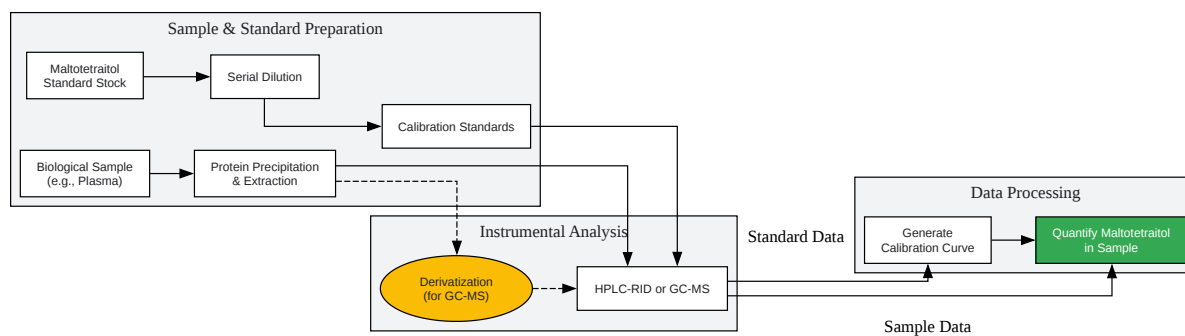 Sample & Standard Preparation
Maltotetraitol
Standard Stock
Serial Dilution
Calibration Standards
Biological Sample
(e.g., Plasma)
Protein Precipitation
& Extraction
Instrumental Analysis
Derivatization
(for GC-MS)
HPLC-RID or GC-MS
Standard Data
Sample Data
Data Processing
Generate
Calibration Curve
Quantify Maltotetraitol
in Sample